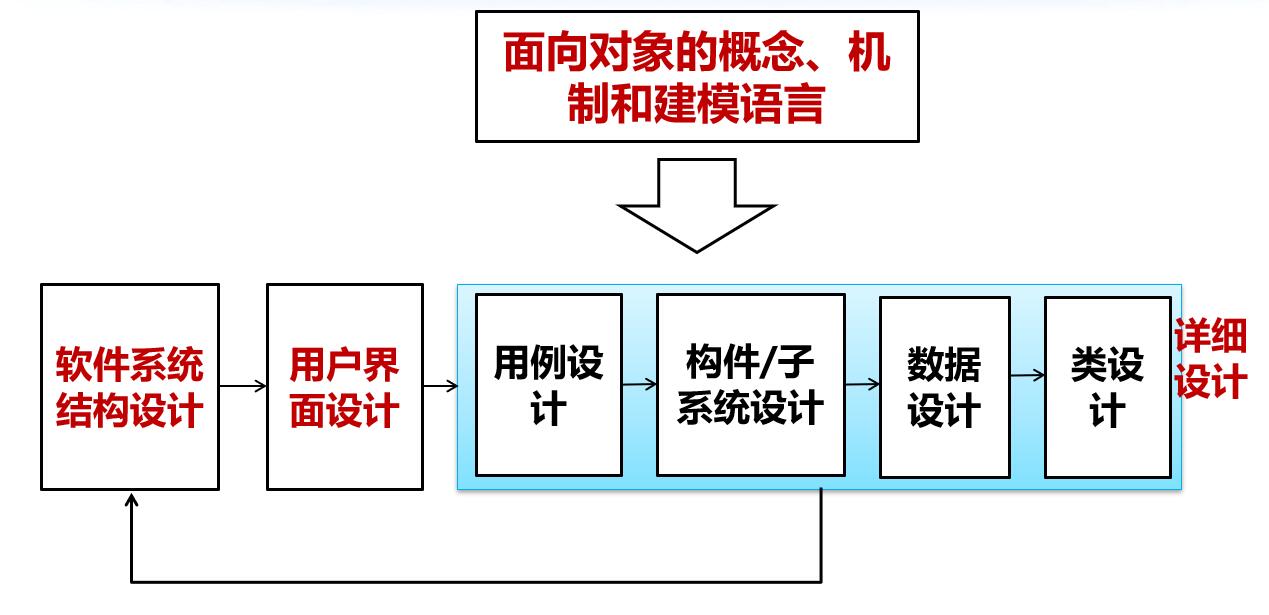 面向对象的概念、机
制和建模语言
软件系统
结构设计
用户界
面设计
用例设
计
构件/子
系统设计
数据
设计
类设
计
详细
设计